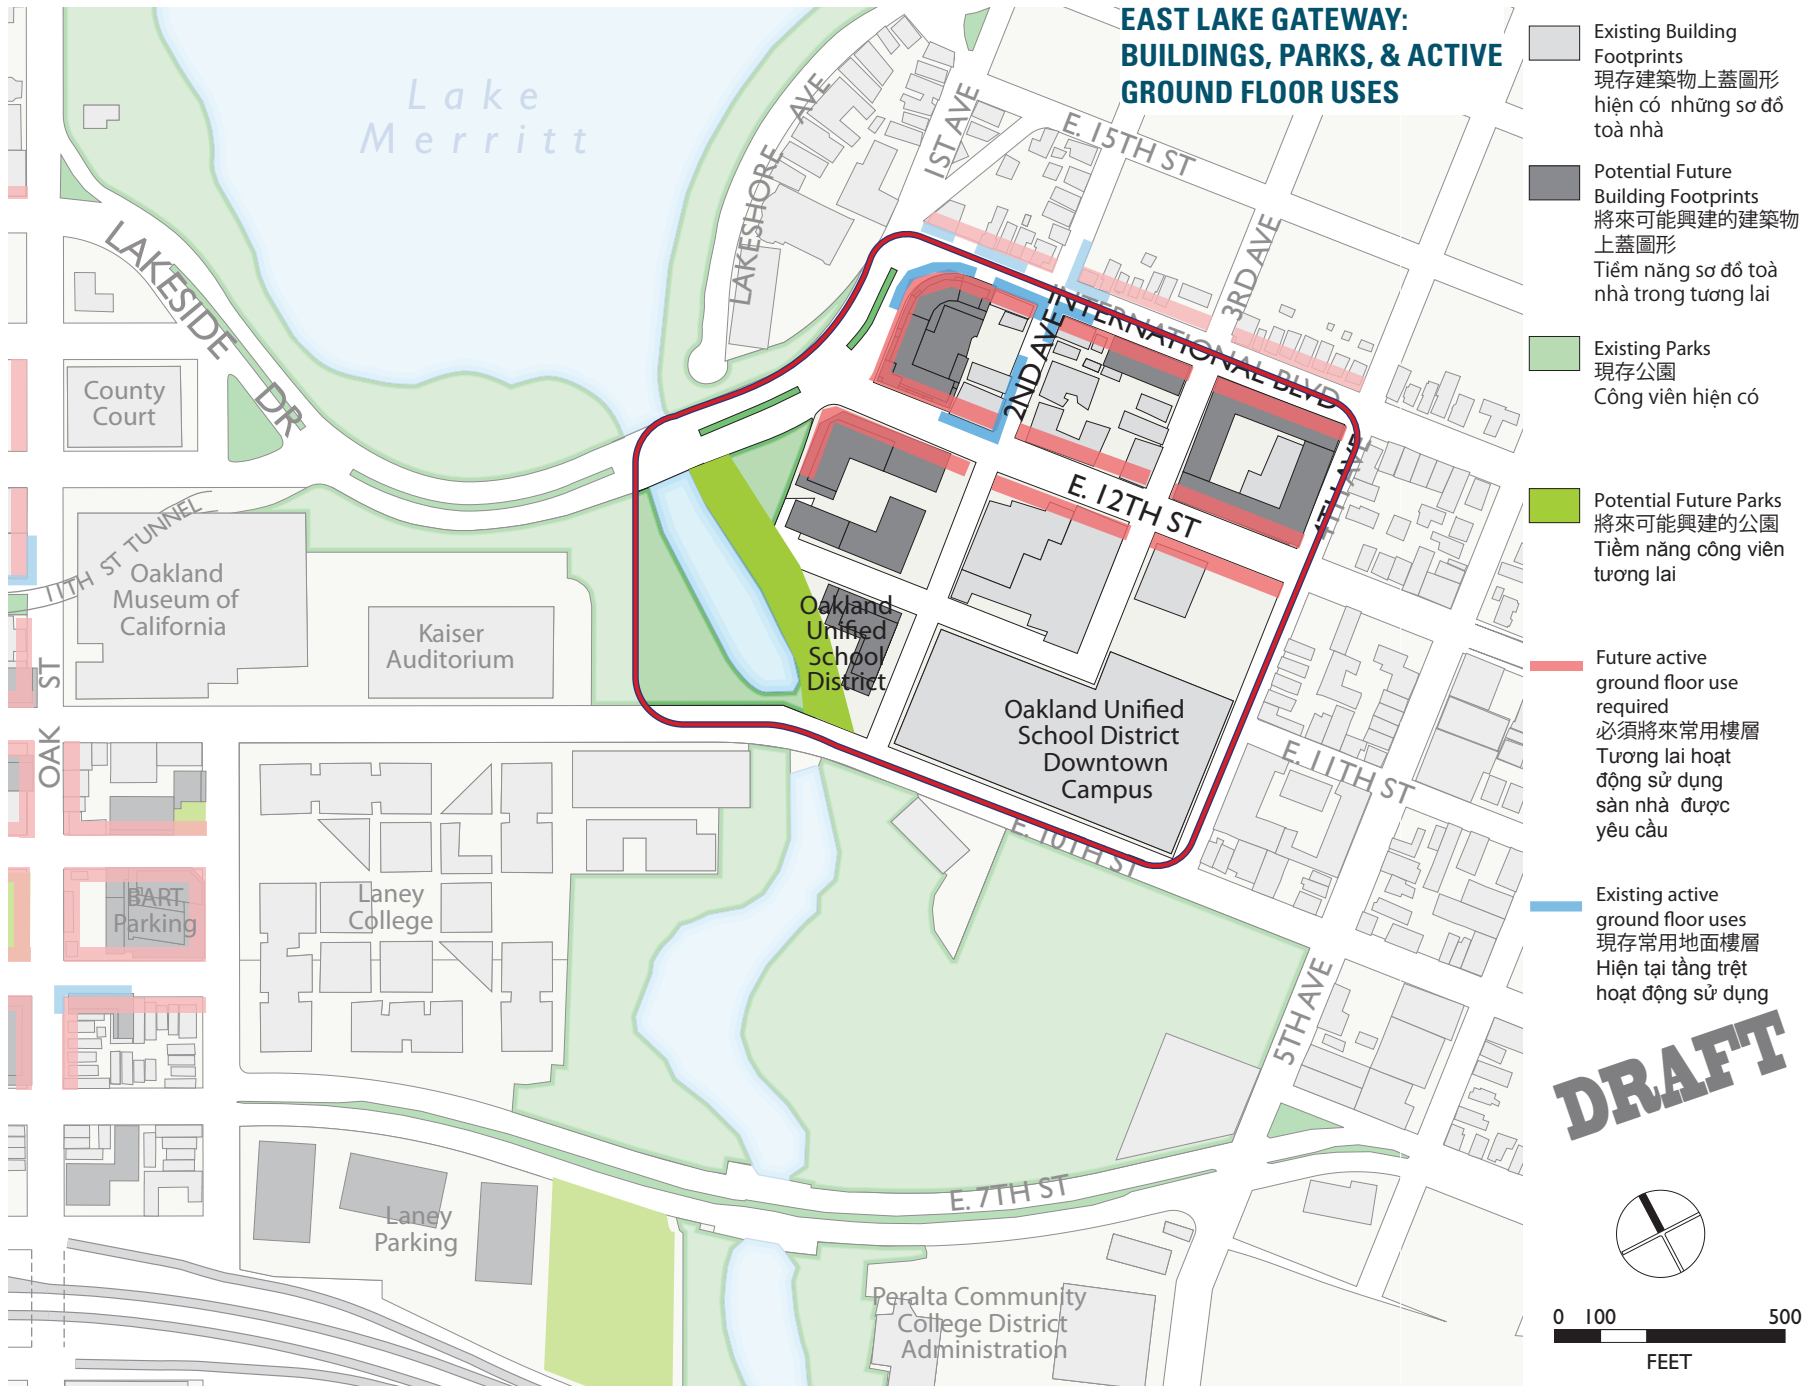 EAST LAKE GATEWAY:
BUILDINGS, PARKS, & ACTIVE
GROUND FLOOR USES
Lake
Merritt
LAKESHORE AVE
1ST AVE
E. 15TH ST
3RD AVE
LAKESIDE DR
INTERNATIONAL BLVD
2ND AVE
4TH AVE
E. 12TH ST
County
Court
11TH ST TUNNEL
Oakland
Museum of
California
Kaiser
Auditorium
Oakland
Unified
School
District
Oakland Unified
School District
Downtown
Campus
OAK ST
E. 11TH ST
E. 10TH ST
BART
Parking
Laney
College
5TH AVE
E. 7TH ST
Laney
Parking
Peralta Community
College District
Administration
Existing Building
Footprints
現存建築物上蓋圖形
hiện có những sơ đồ
toà nhà
Potential Future
Building Footprints
將來可能興建的建築物
上蓋圖形
Tiềm năng sơ đồ toà
nhà trong tương lai
Existing Parks
現存公園
Công viên hiện có
Potential Future Parks
將來可能興建的公園
Tiềm năng công viên
tương lai
Future active
ground floor use
required
必須將來常用樓層
Tương lai hoạt
động sử dụng
sàn nhà được
yêu cầu
Existing active
ground floor uses
現存常用地面樓層
Hiện tại tầng trệt
hoạt động sử dụng
DRAFT
0 100 500
FEET